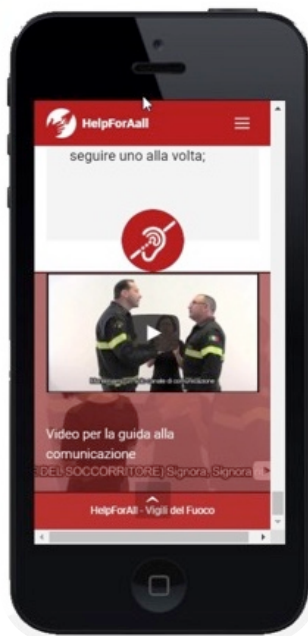 HelpForAall
seguire uno alla volta;
Video per la guida alla
comunicazione
DEL SOCCORRITORE) Signora, Signora
HelpForAll - Vigili del Fuoco